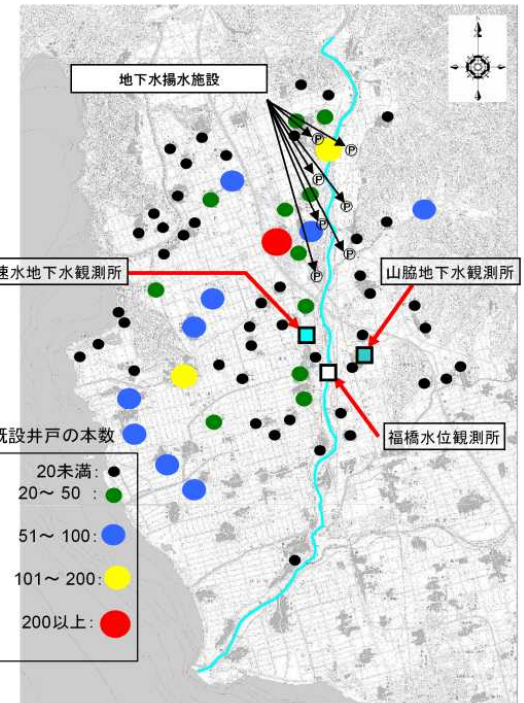 地下水揚水施設
Ⓟ
Ⓟ
Ⓟ
Ⓟ
Ⓟ
Ⓟ
Ⓟ
速水地下水観測所
山脇地下水観測所
福橋水位観測所
既設井戸の本数
20未満：
20～ 50 ：
51～ 100：
101～ 200：
200以上：